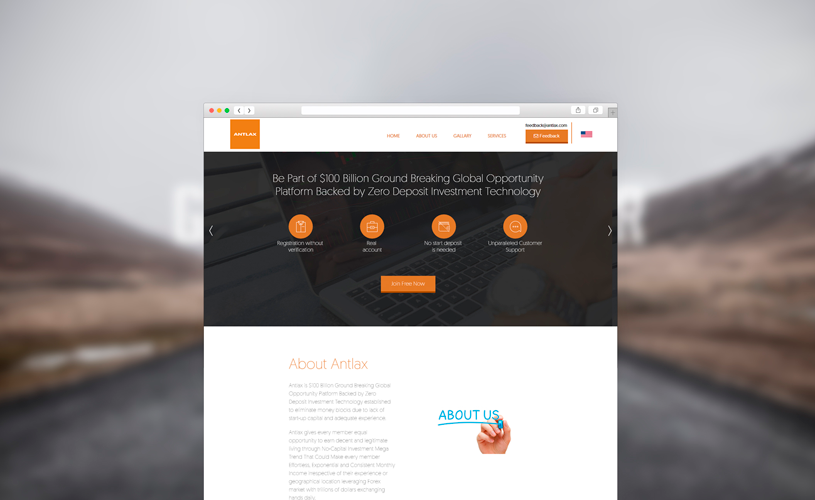 ANTLAX
HOME
ABOUT US
GALLARY
SERVICES
feedback@antlax.com
Feedback
Be Part of $100 Billion Ground Breaking Global Opportunity
Platform Backed by Zero Deposit Investment Technology
Registration without
verification
Real
account
No start deposit
is needed
Unparalleled Customer
Support
Join Free Now
About Antlax
Antlax is $100 Billion Ground Breaking Global
Opportunity Platform Backed by Zero
Deposit Investment Technology established
to eliminate money blocks due to lack of
start-up capital and adequate experience.
Antlax gives every member equal
opportunity to earn decent and legitimate
living through No-Capital Investment Mega
Trend That Could Make every member
Effortless, Exponential and Consistent Monthly
Income irrespective of their experience or
geographical location leveraging Forex
market with trillions of dollars exchanging
hands daily.
ABOUT US